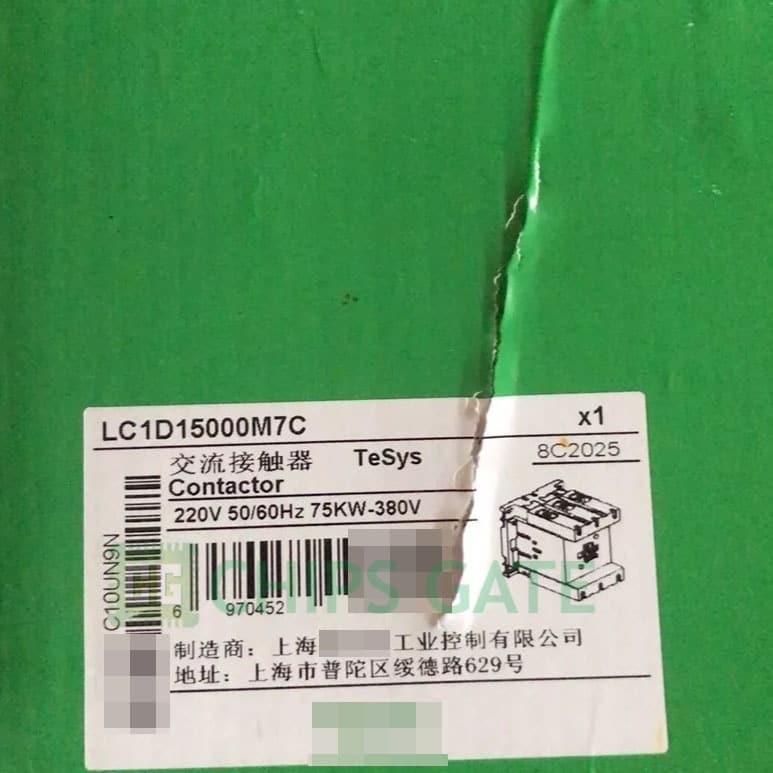 LC1D15000M7C
x1
交流接触器 TeSys
8C2025
Contactor
220V 50/60Hz 75KW-380V
C10UN9N
CHIPS GATE
6 970452
制造商：上海 工业控制有限公司
地址：上海市普陀区绥德路629号